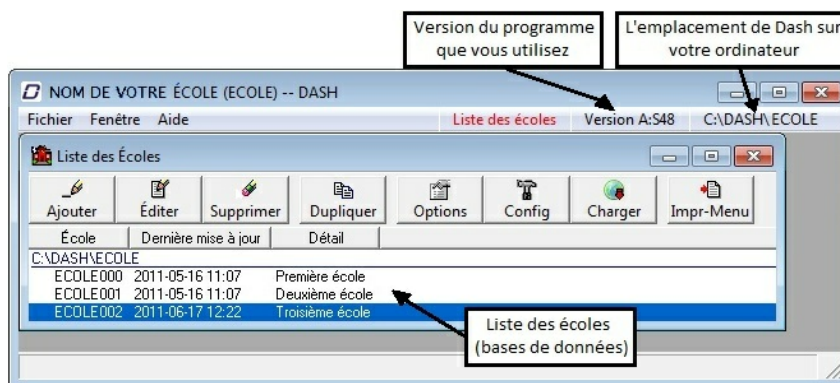 Version du programme
que vous utilisez
L'emplacement de Dash sur
votre ordinateur
NOM DE VOTRE ÉCOLE (ECOLE) -- DASH
Fichier Fenêtre Aide Liste des écoles Version A:S48 C:\DASH\ECOLE
Liste des Écoles
Ajouter Éditer Supprimer Dupliquer Options Config Charger Impr-Menu
École Dernière mise à jour Détail
C:\DASH\ECOLE
ECOLE000 2011-05-16 11:07 Première école
ECOLE001 2011-05-16 11:07 Deuxième école
ECOLE002 2011-06-17 12:22 Troisième école
Liste des écoles
(bases de données)